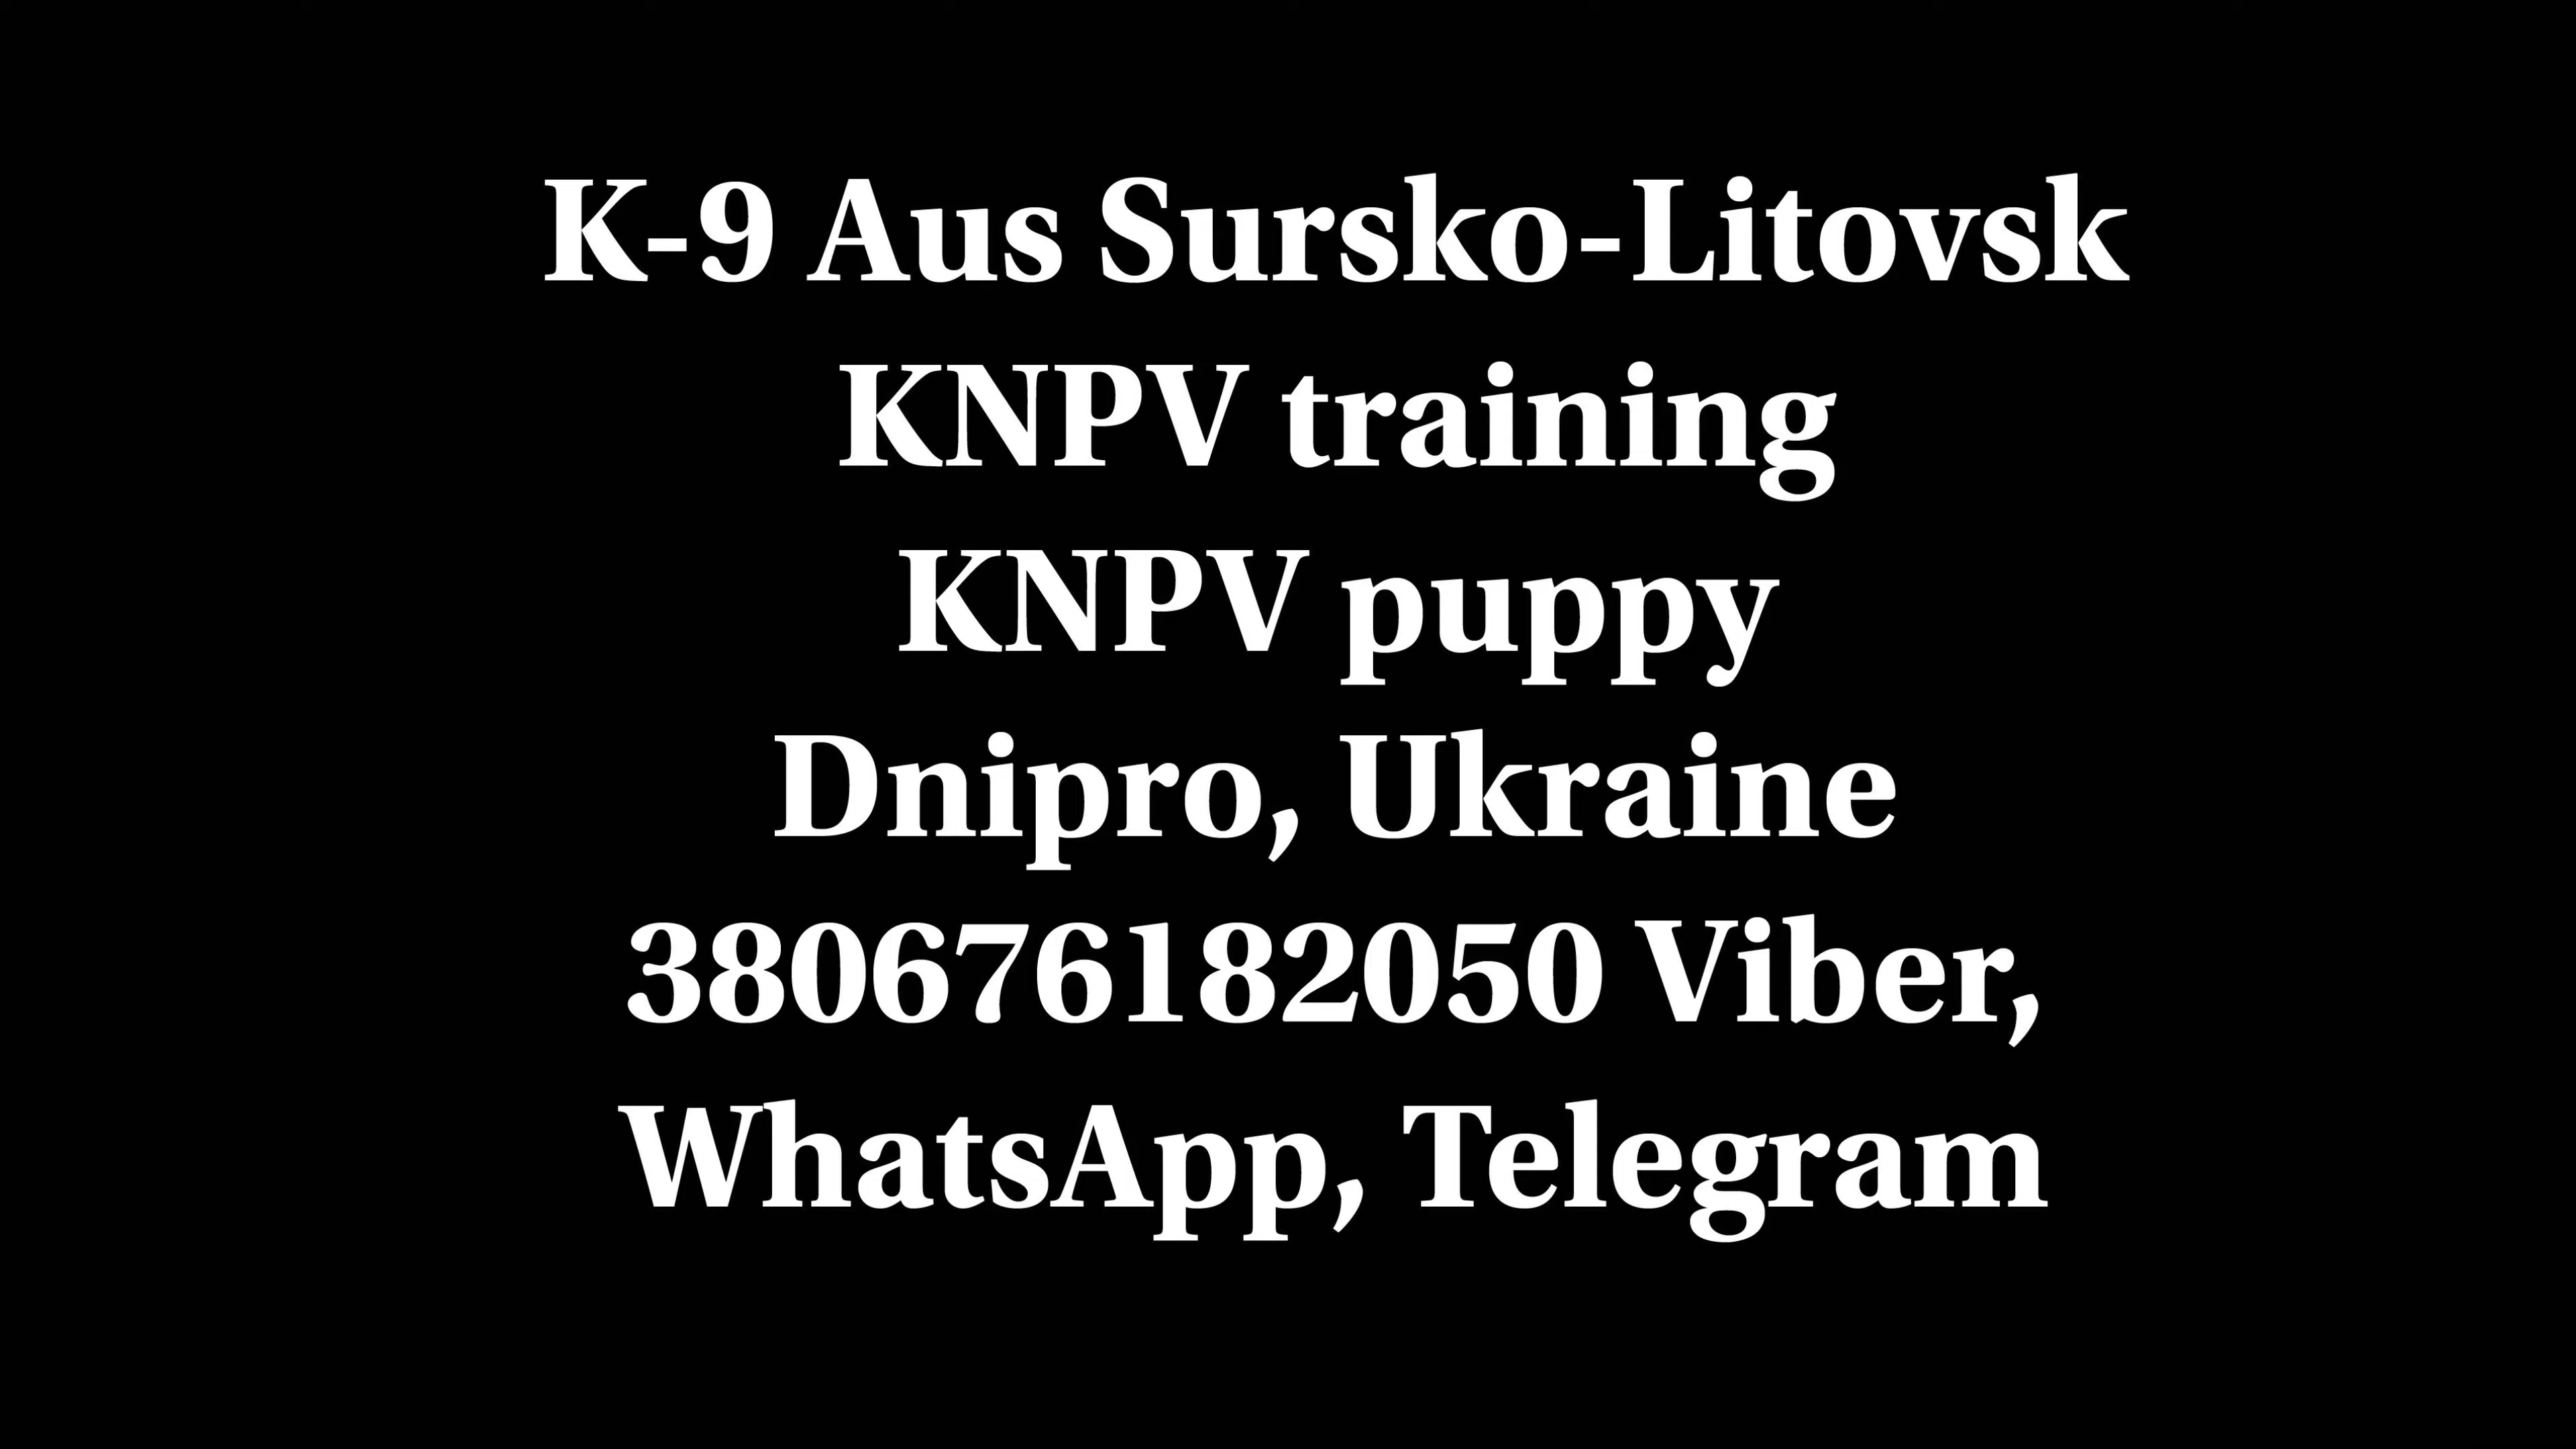 K-9 Aus Sursko-Litovsk
KNPV training
KNPV puppy
Dnipro, Ukraine
380676182050 Viber,
WhatsApp, Telegram